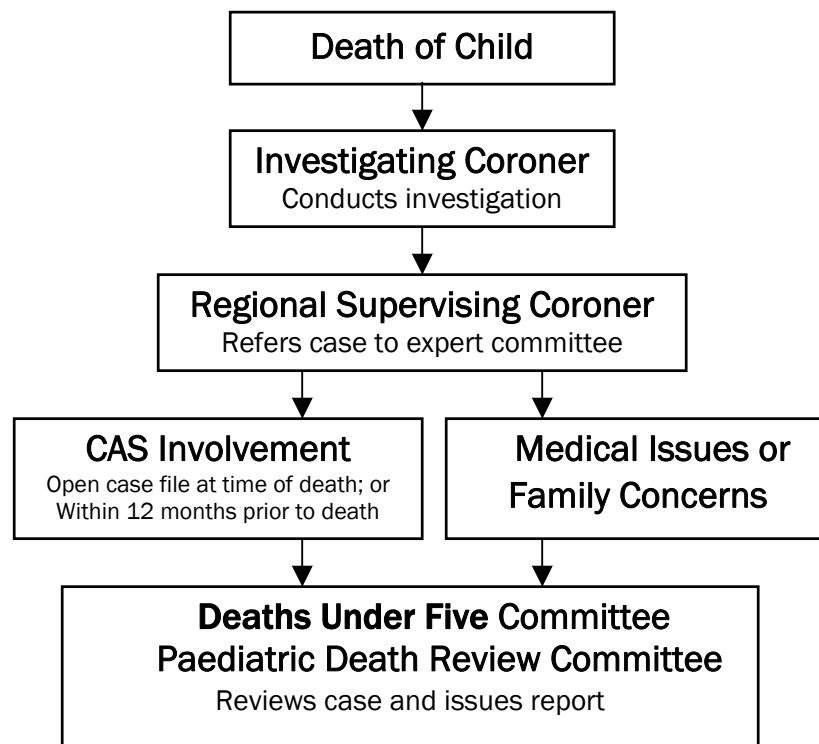 Death of Child
Investigating Coroner
Conducts investigation
Regional Supervising Coroner
Refers case to expert committee
CAS Involvement
Open case file at time of death; or
Within 12 months prior to death
Medical Issues or
Family Concerns
Deaths Under Five Committee
Paediatric Death Review Committee
Reviews case and issues report